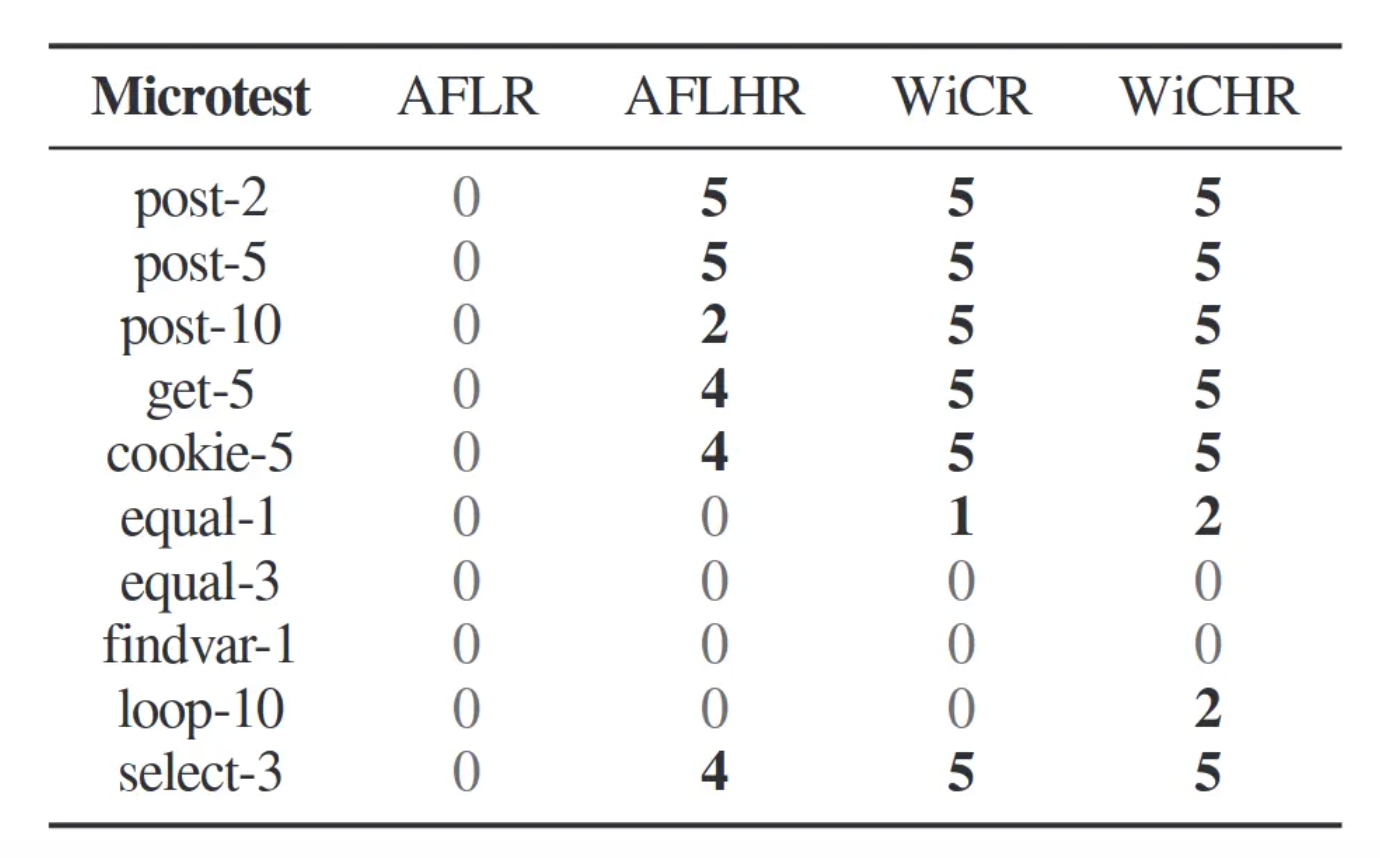 Microtest AFLR AFLHR WiCR WiCHR
post-2 0 5 5 5
post-5 0 5 5 5
post-10 0 2 5 5
get-5 0 4 5 5
cookie-5 0 4 5 5
equal-1 0 0 1 2
equal-3 0 0 0 0
findvar-1 0 0 0 0
loop-10 0 0 0 2
select-3 0 4 5 5